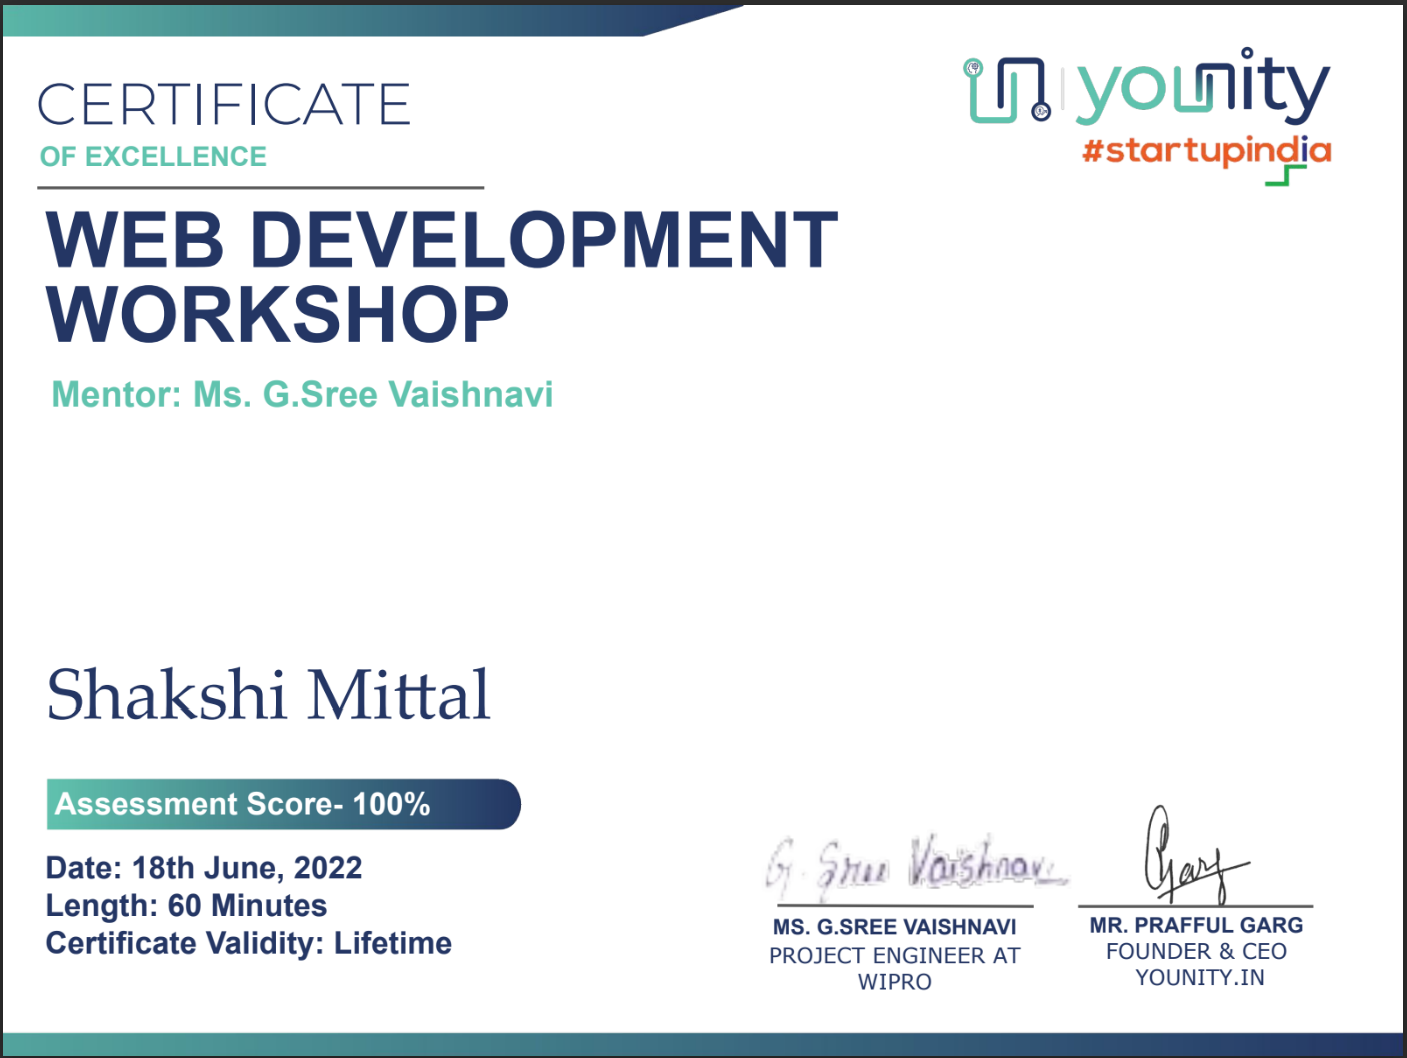 CERTIFICATE
OF EXCELLENCE
younity
#startupindia
WEB DEVELOPMENT
WORKSHOP
Mentor: Ms. G.Sree Vaishnavi
Shakshi Mittal
Assessment Score- 100%
Date: 18th June, 2022
Length: 60 Minutes
Certificate Validity: Lifetime
G. Sree Vaishnavi
Garg
MS. G.SREE VAISHNAVI
PROJECT ENGINEER AT
WIPRO
MR. PRAFFUL GARG
FOUNDER & CEO
YOUNITY.IN